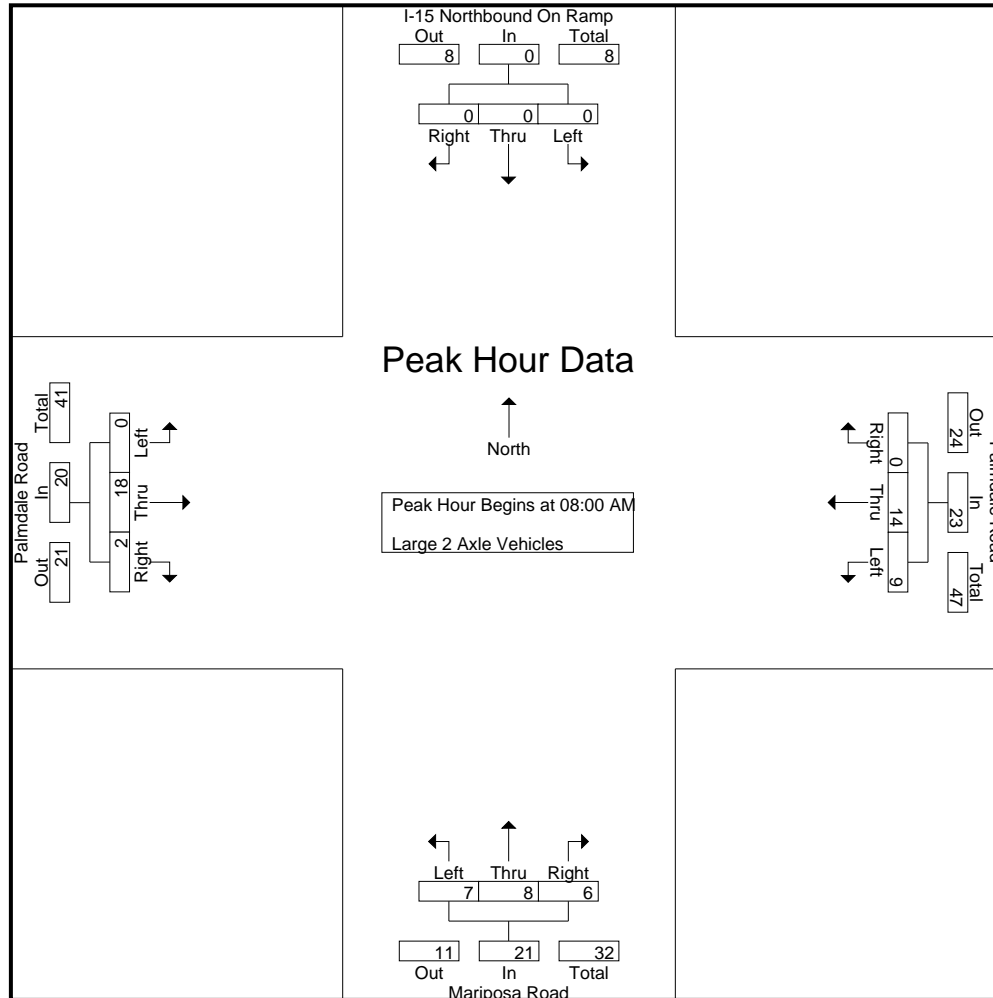 I-15 Northbound On Ramp
Out In Total
8 0 8
0 0 0
Right Thru Left
Peak Hour Data
North
Peak Hour Begins at 08:00 AM
Large 2 Axle Vehicles
Palmdale Road
Out In Total
21 20 41
2 18 0
Right Thru Left
Out In Total
24 23 47
0 14 9
Right Thru Left
Left Thru Right
7 8 6
11 21 32
Out In Total
Mariposa Road